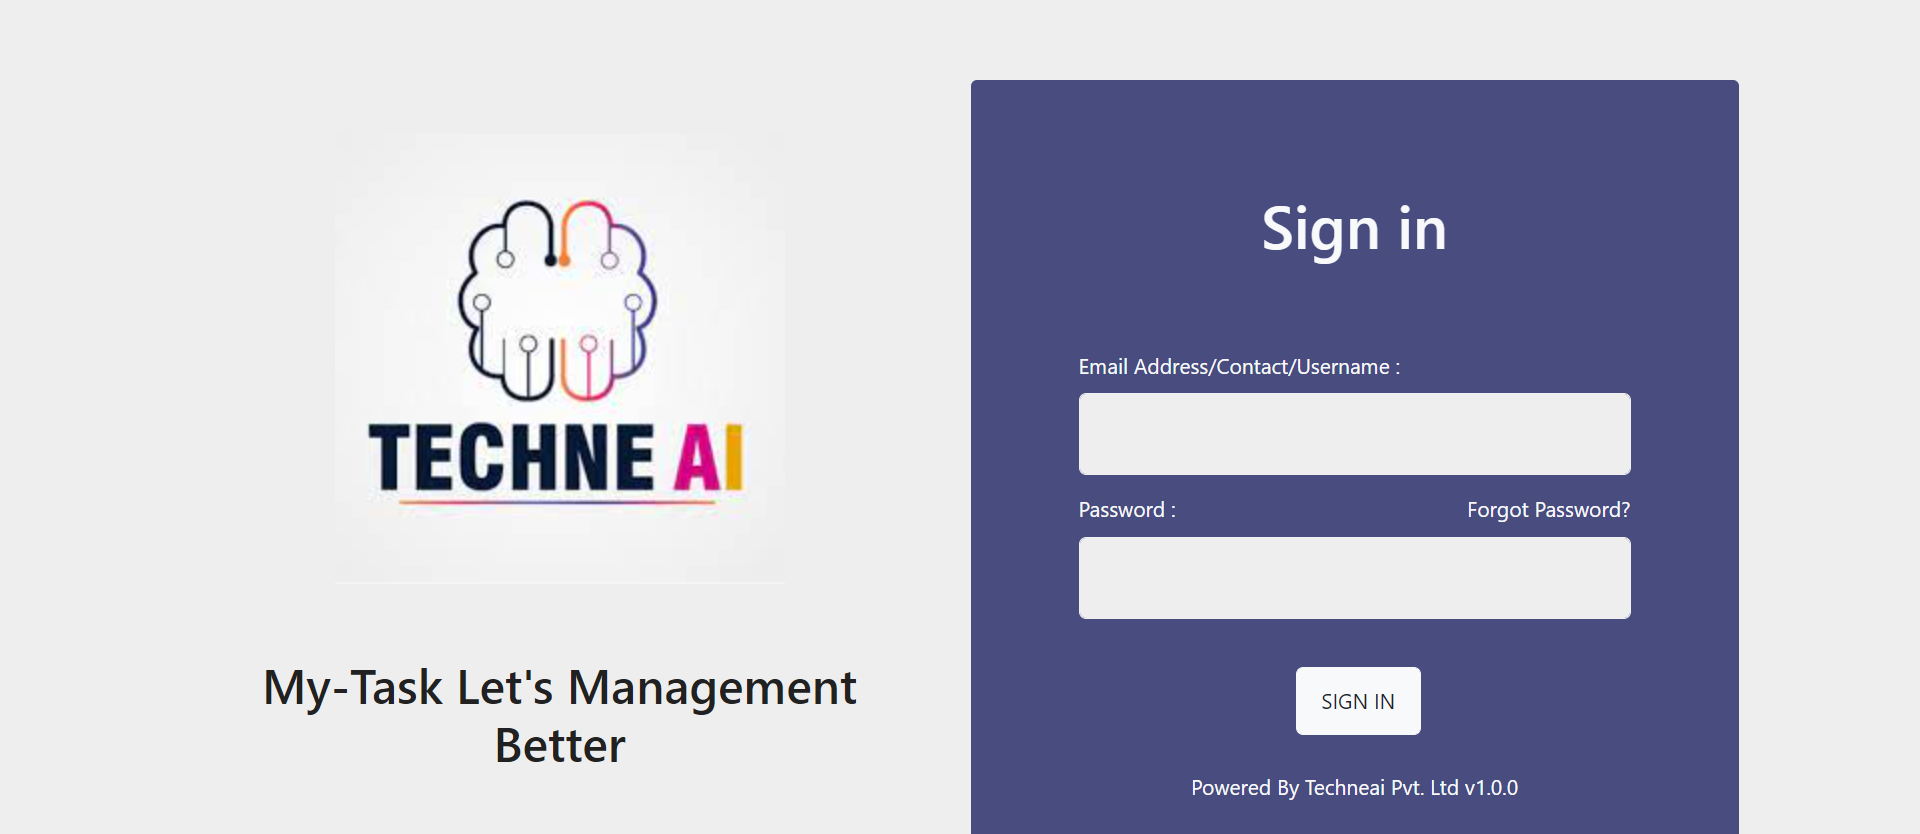 TECHNE AI
My-Task Let's Management
Better
Sign in
Email Address/Contact/Username :
Password :
Forgot Password?
SIGN IN
Powered By Techneai Pvt. Ltd v1.0.0